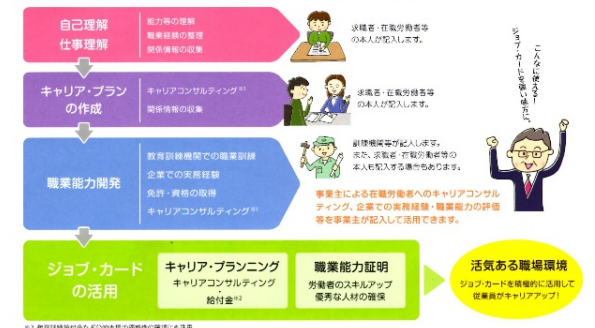 自己理解
仕事理解
能力等の理解
職業経験の整理
関係情報の収集
求職者・在職労働者等
の本人が記入します。
こんなに使える!
ジョブ・カードを強い味方に。
キャリア・プラン
の作成
キャリアコンサルティング※1
関係情報の収集
求職者・在職労働者等
の本人が記入します。
職業能力開発
教育訓練機関での職業訓練
企業での実務経験
免許・資格の取得
キャリアコンサルティング※1
訓練機関等が記入します。
また、求職者・在職労働者等の
本人も記入する場合もあります。
事業主による在職労働者へのキャリアコンサル
ティング、企業での実務経験・職業能力の評価
等を事業主が記入して活用できます。
ジョブ・カード
の活用
キャリア・プランニング
キャリアコンサルティング
給付金※2
職業能力証明
労働者のスキルアップ
優秀な人材の確保
活気ある職場環境
ジョブ・カードを積極的に活用して
従業員がキャリアアップ!